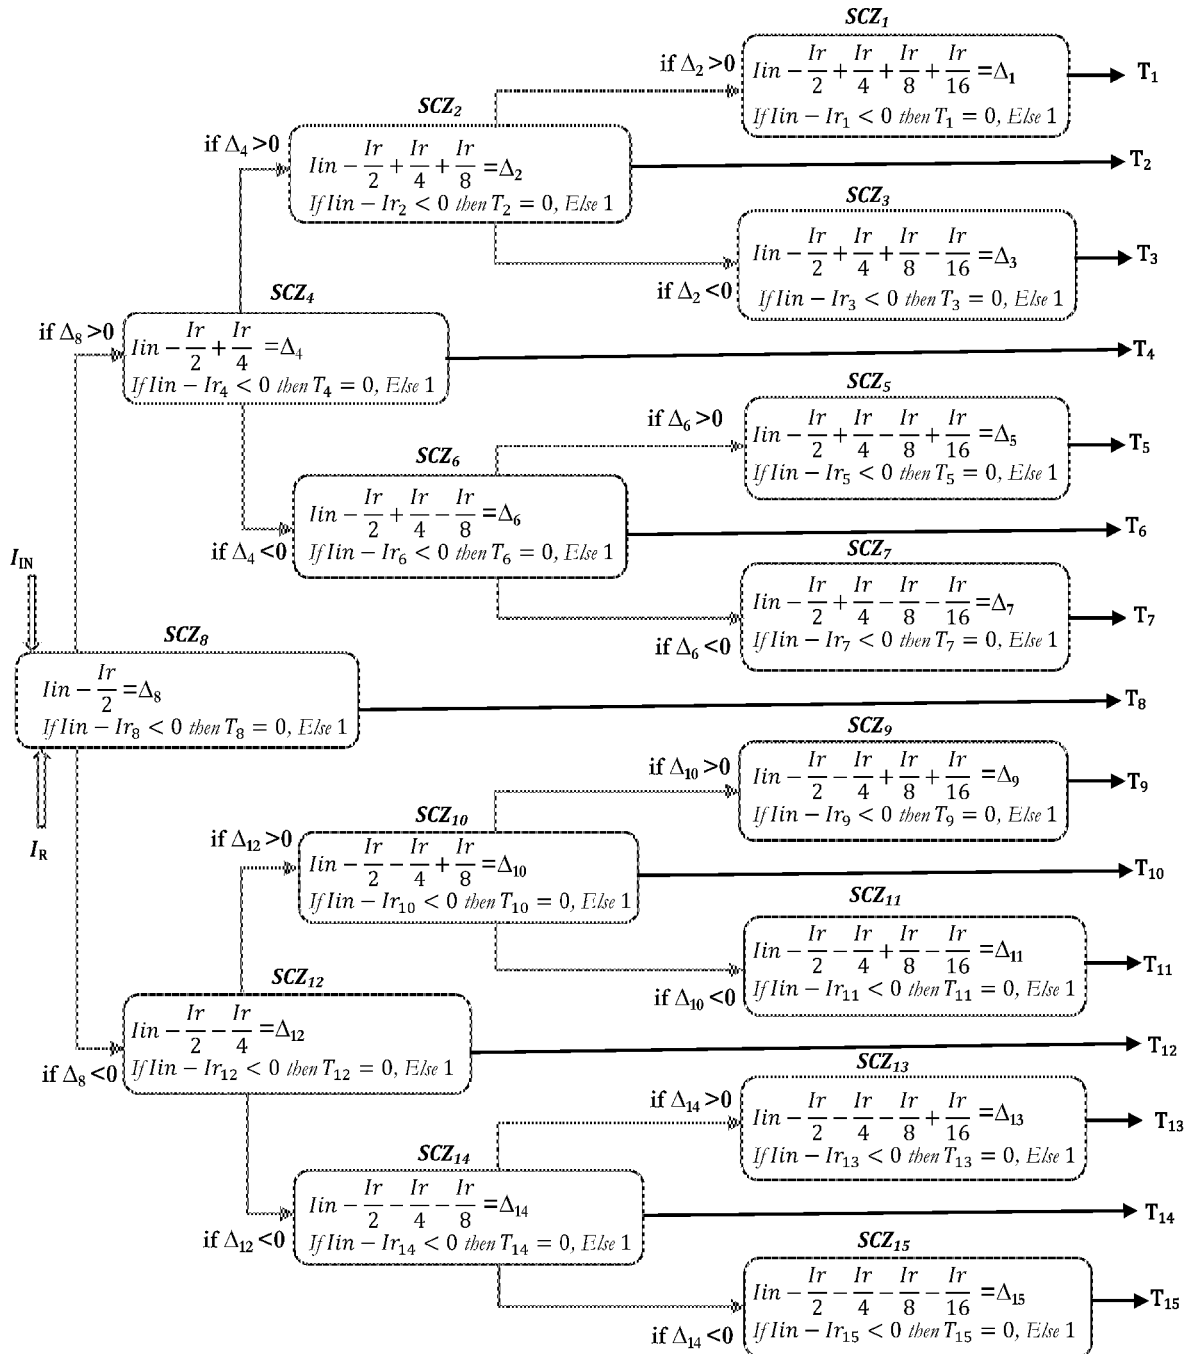 SCZ₁
if Δ₂ >0
Iin − Ir/2 + Ir/4 + Ir/8 + Ir/16 =Δ₁
If Iin − Ir₁ < 0 then T₁ = 0, Else 1
T₁
SCZ₂
if Δ₄ >0
Iin − Ir/2 + Ir/4 + Ir/8 =Δ₂
If Iin − Ir₂ < 0 then T₂ = 0, Else 1
T₂
SCZ₃
Iin − Ir/2 + Ir/4 + Ir/8 − Ir/16 =Δ₃
if Δ₂ <0
If Iin − Ir₃ < 0 then T₃ = 0, Else 1
T₃
SCZ₄
if Δ₈ >0
Iin − Ir/2 + Ir/4 =Δ₄
If Iin − Ir₄ < 0 then T₄ = 0, Else 1
T₄
SCZ₅
if Δ₆ >0
Iin − Ir/2 + Ir/4 − Ir/8 + Ir/16 =Δ₅
If Iin − Ir₅ < 0 then T₅ = 0, Else 1
T₅
SCZ₆
Iin − Ir/2 + Ir/4 − Ir/8 =Δ₆
if Δ₄ <0
If Iin − Ir₆ < 0 then T₆ = 0, Else 1
T₆
SCZ₇
Iin − Ir/2 + Ir/4 − Ir/8 − Ir/16 =Δ₇
if Δ₆ <0
If Iin − Ir₇ < 0 then T₇ = 0, Else 1
T₇
I_IN
SCZ₈
Iin − Ir/2 =Δ₈
If Iin − Ir₈ < 0 then T₈ = 0, Else 1
T₈
I_R
SCZ₉
if Δ₁₀ >0
Iin − Ir/2 − Ir/4 + Ir/8 + Ir/16 =Δ₉
If Iin − Ir₉ < 0 then T₉ = 0, Else 1
T₉
SCZ₁₀
if Δ₁₂ >0
Iin − Ir/2 − Ir/4 + Ir/8 =Δ₁₀
If Iin − Ir₁₀ < 0 then T₁₀ = 0, Else 1
T₁₀
SCZ₁₁
Iin − Ir/2 − Ir/4 + Ir/8 − Ir/16 =Δ₁₁
if Δ₁₀ <0
If Iin − Ir₁₁ < 0 then T₁₁ = 0, Else 1
T₁₁
SCZ₁₂
Iin − Ir/2 − Ir/4 =Δ₁₂
if Δ₈ <0
If Iin − Ir₁₂ < 0 then T₁₂ = 0, Else 1
T₁₂
SCZ₁₃
if Δ₁₄ >0
Iin − Ir/2 − Ir/4 − Ir/8 + Ir/16 =Δ₁₃
If Iin − Ir₁₃ < 0 then T₁₃ = 0, Else 1
T₁₃
SCZ₁₄
Iin − Ir/2 − Ir/4 − Ir/8 =Δ₁₄
if Δ₁₂ <0
If Iin − Ir₁₄ < 0 then T₁₄ = 0, Else 1
T₁₄
SCZ₁₅
Iin − Ir/2 − Ir/4 − Ir/8 − Ir/16 =Δ₁₅
if Δ₁₄ <0
If Iin − Ir₁₅ < 0 then T₁₅ = 0, Else 1
T₁₅